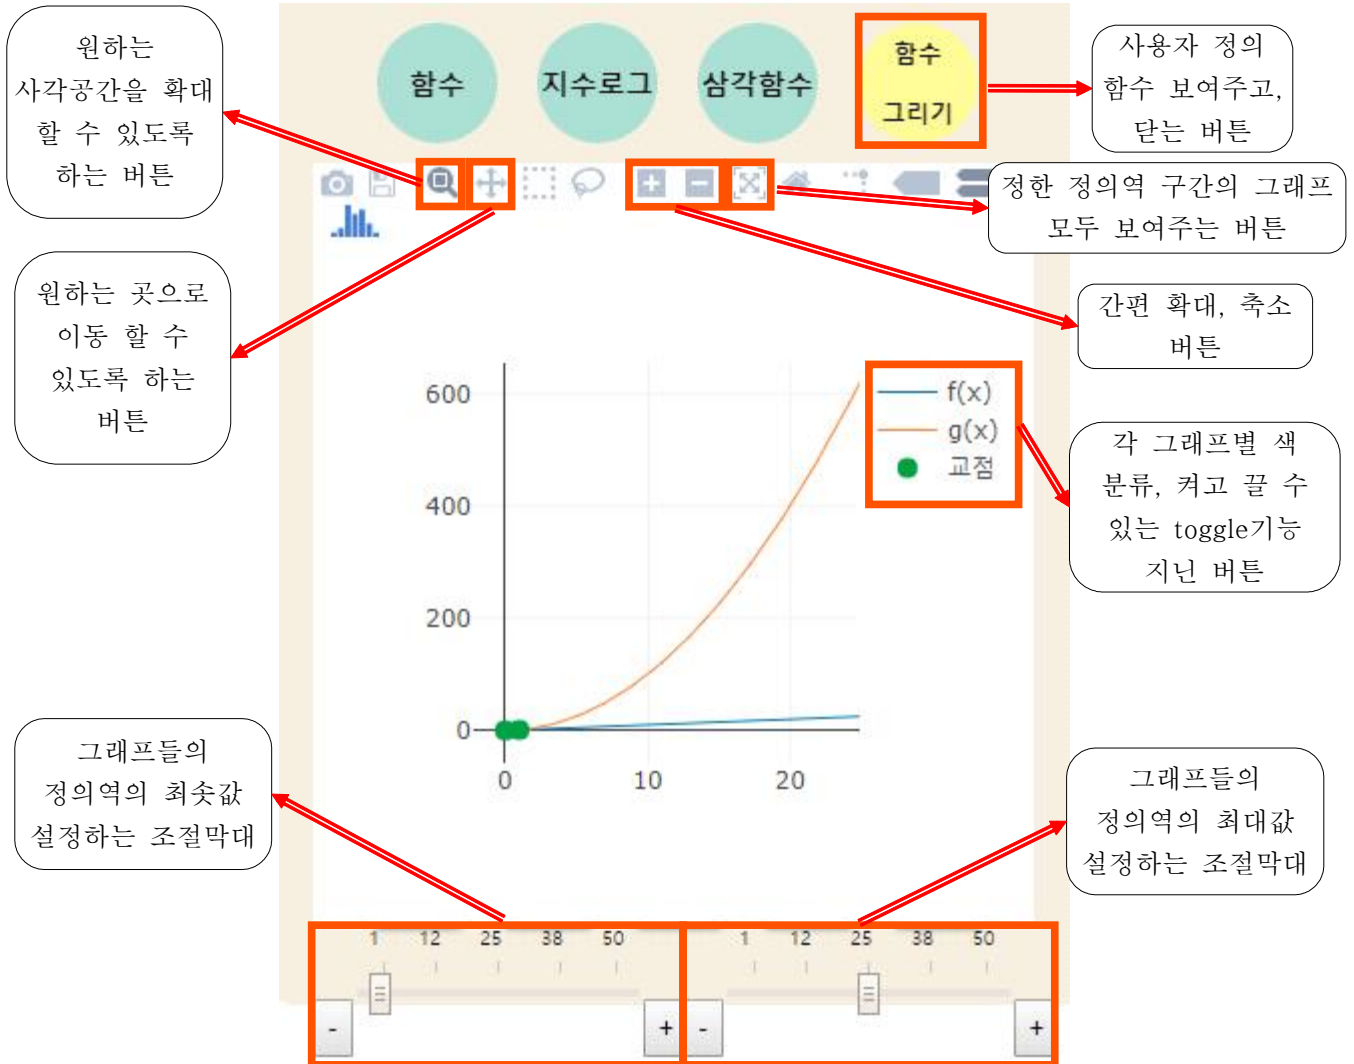 원하는
사각공간을 확대
할 수 있도록
하는 버튼
함수
지수로그
삼각함수
함수
그리기
사용자 정의
함수 보여주고,
닫는 버튼
정한 정의역 구간의 그래프
모두 보여주는 버튼
원하는 곳으로
이동 할 수
있도록 하는
버튼
간편 확대, 축소
버튼
600
400
200
0
0
10
20
f(x)
g(x)
교점
각 그래프별 색
분류, 켜고 끌 수
있는 toggle기능
지닌 버튼
그래프들의
정의역의 최솟값
설정하는 조절막대
그래프들의
정의역의 최대값
설정하는 조절막대
1 12 25 38 50
- +
1 12 25 38 50
- +